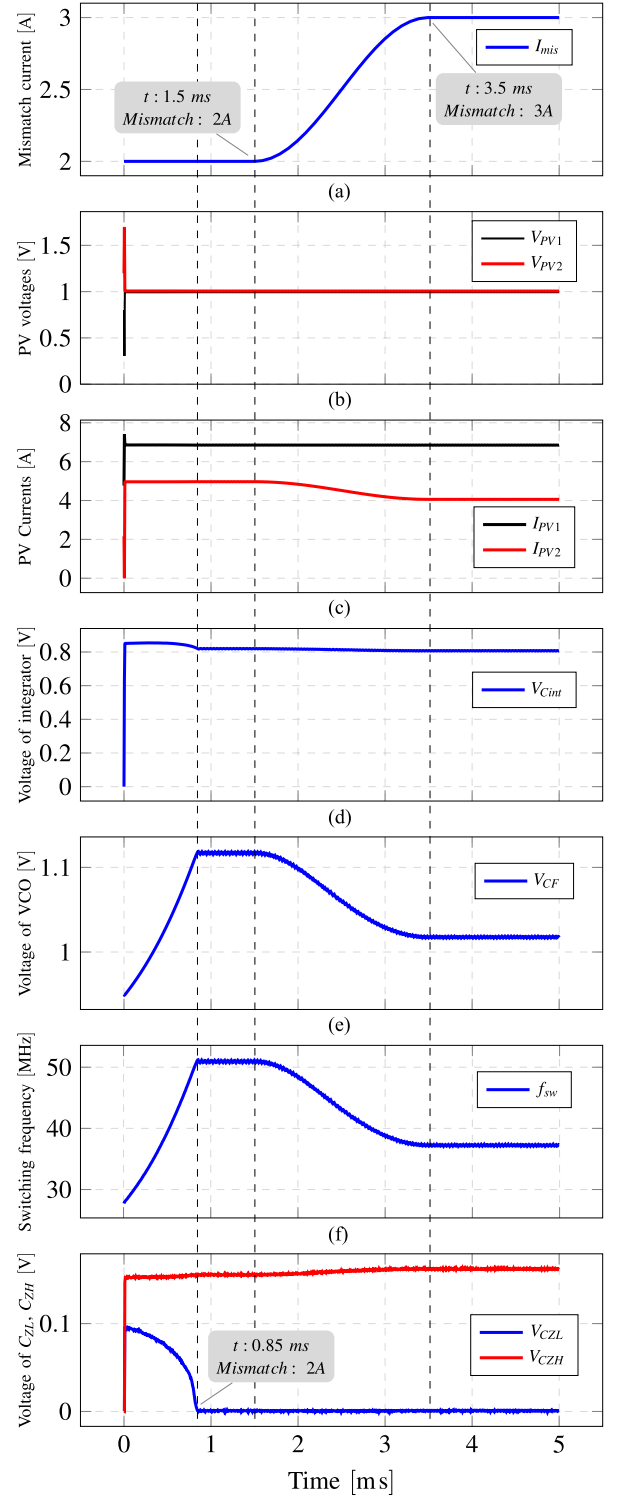 Mismatch current [A]
3
2.5
2
I_mis
t : 1.5 ms
Mismatch : 2A
t : 3.5 ms
Mismatch : 3A
(a)
PV voltages [V]
1.5
1
0.5
0
V_PV1
V_PV2
(b)
PV Currents [A]
8
6
4
2
0
I_PV1
I_PV2
(c)
Voltage of integrator [V]
0.8
0.6
0.4
0.2
0
V_Cint
(d)
Voltage of VCO [V]
1.1
1
V_CF
(e)
Switching frequency [MHz]
50
40
30
f_sw
(f)
Voltage of C_ZL, C_ZH [V]
0.1
0
t : 0.85 ms
Mismatch : 2A
V_CZL
V_CZH
0 1 2 3 4 5
Time [ms]